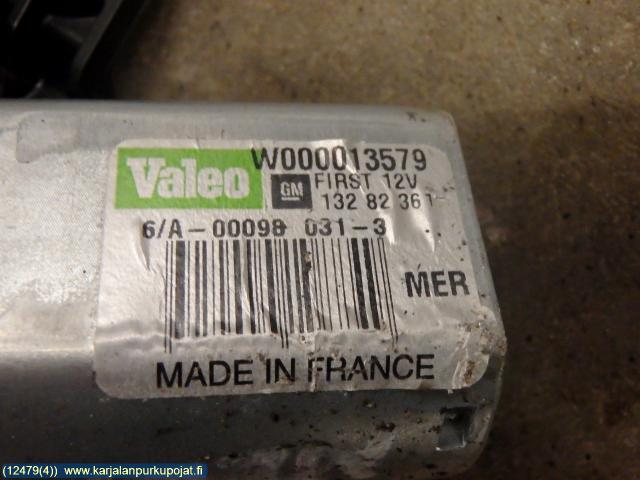 Valeo W000013579
GM FIRST 12V
132 82 361
6/A-00098 031-3
MER
MADE IN FRANCE
(12479(4)) www.karjalanpurkupojat.fi